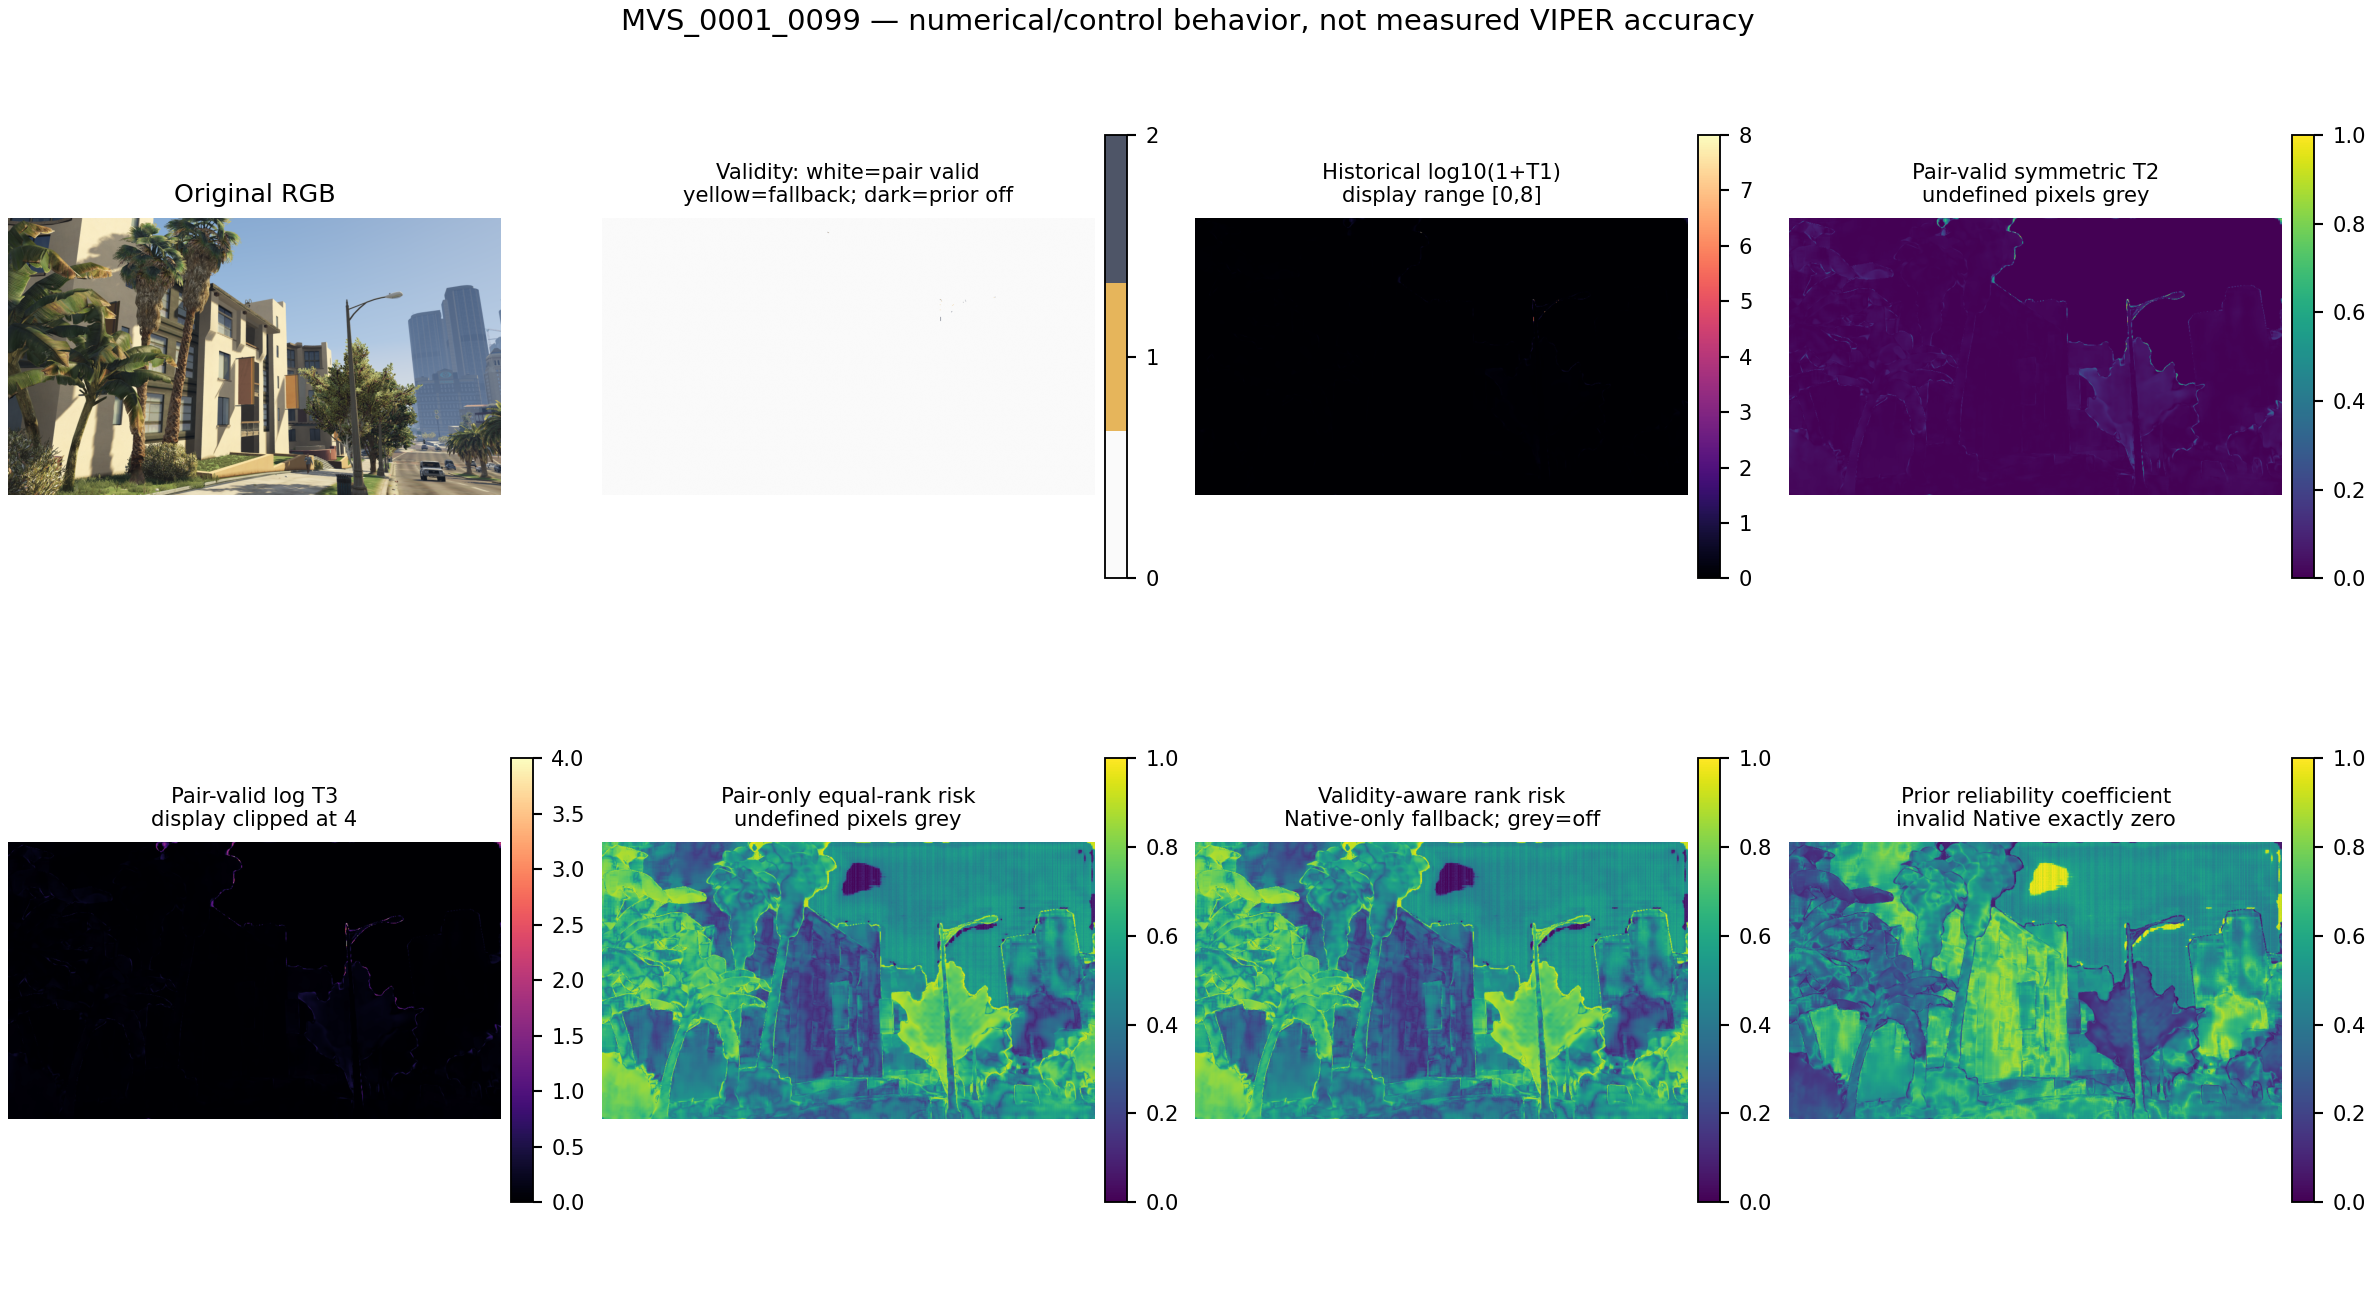 MVS_0001_0099 — numerical/control behavior, not measured VIPER accuracy
Original RGB
Validity: white=pair valid
yellow=fallback; dark=prior off
2
1
0
Historical log10(1+T1)
display range [0,8]
8
7
6
5
4
3
2
1
0
Pair-valid symmetric T2
undefined pixels grey
1.0
0.8
0.6
0.4
0.2
0.0
Pair-valid log T3
display clipped at 4
4.0
3.5
3.0
2.5
2.0
1.5
1.0
0.5
0.0
Pair-only equal-rank risk
undefined pixels grey
1.0
0.8
0.6
0.4
0.2
0.0
Validity-aware rank risk
Native-only fallback; grey=off
1.0
0.8
0.6
0.4
0.2
0.0
Prior reliability coefficient
invalid Native exactly zero
1.0
0.8
0.6
0.4
0.2
0.0